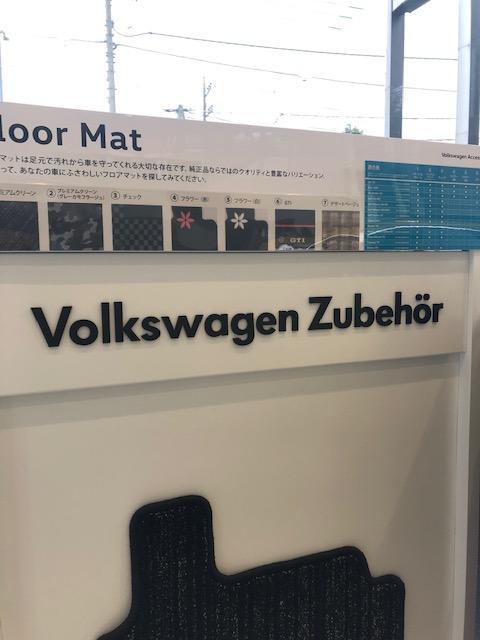 loor Mat
Volkswagen Acces
マットは足元で汚れから車を守ってくれる大切な存在です。純正品ならではのクオリティと豊富なバリエーション。
って、あなたの車にふさわしいフロアマットを探してみてください。
ミアムクリーン
② プレミアムクリーン
(グレーカモフラージュ)
③ チェック
④ フラワー(赤)
⑤ フラワー(白)
⑥ GTI
⑦ デザートベージュ
GTI
Volkswagen Zubehör